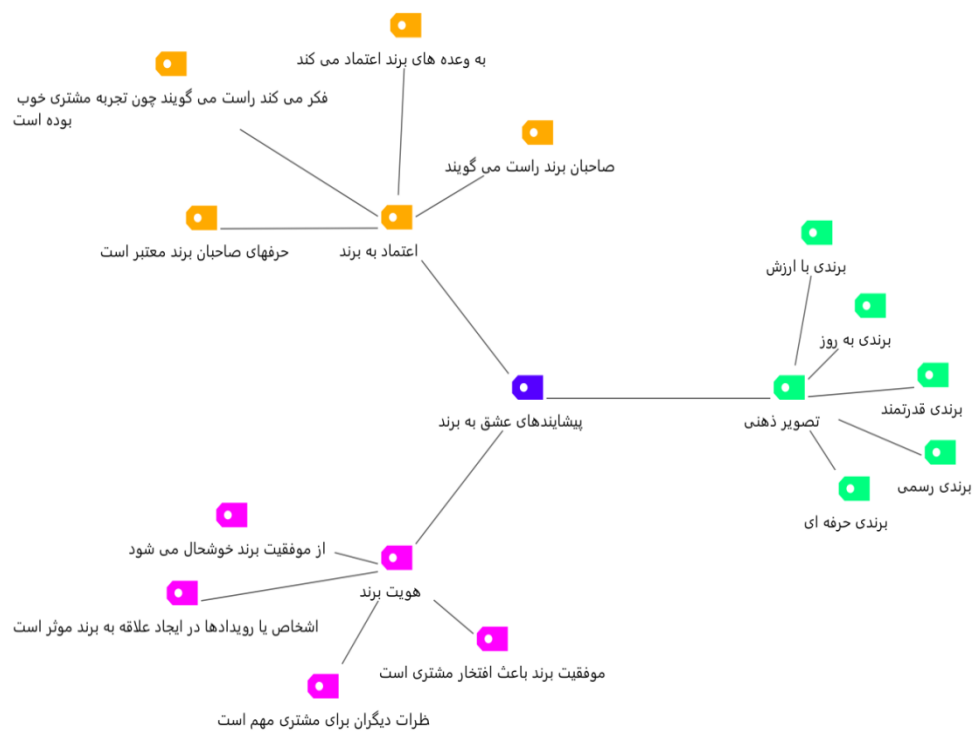 به وعده های برند اعتماد می کند
فکر می کند راست می گویند چون تجربه مشتری خوب
بوده است
صاحبان برند راست می گویند
حرفهای صاحبان برند معتبر است
اعتماد به برند
برندی با ارزش
برندی به روز
برندی قدرتمند
تصویر ذهنی
پیشایندهای عشق به برند
برندی رسمی
برندی حرفه ای
از موفقیت برند خوشحال می شود
هویت برند
اشخاص یا رویدادها در ایجاد علاقه به برند موثر است
موفقیت برند باعث افتخار مشتری است
ظرات دیگران برای مشتری مهم است